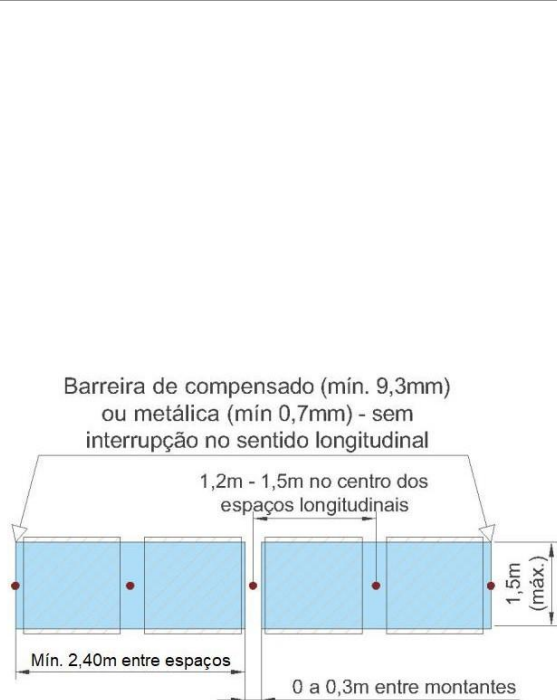 Barreira de compensado (mín. 9,3mm)
ou metálica (mín 0,7mm) - sem
interrupção no sentido longitudinal
1,2m - 1,5m no centro dos
espaços longitudinais
1,5m
(máx.)
Mín. 2,40m entre espaços
0 a 0,3m entre montantes